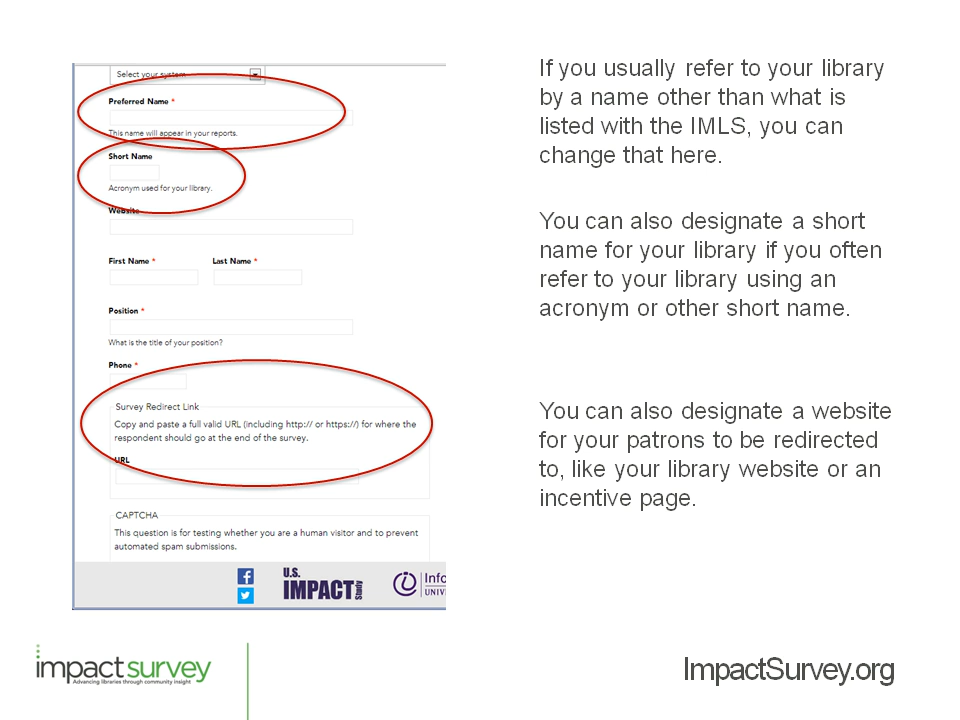 Select your system
Preferred Name *
This name will appear in your reports.
Short Name
Acronym used for your library.
Website
First Name *
Last Name *
Position *
What is the title of your position?
Phone *
Survey Redirect Link
Copy and paste a full valid URL (including http:// or https://) for where the
respondent should go at the end of the survey.
URL
CAPTCHA
This question is for testing whether you are a human visitor and to prevent
automated spam submissions.
U.S.
IMPACT Study
If you usually refer to your library
by a name other than what is
listed with the IMLS, you can
change that here.
You can also designate a short
name for your library if you often
refer to your library using an
acronym or other short name.
You can also designate a website
for your patrons to be redirected
to, like your library website or an
incentive page.
impact survey
Advancing libraries through community insight
ImpactSurvey.org